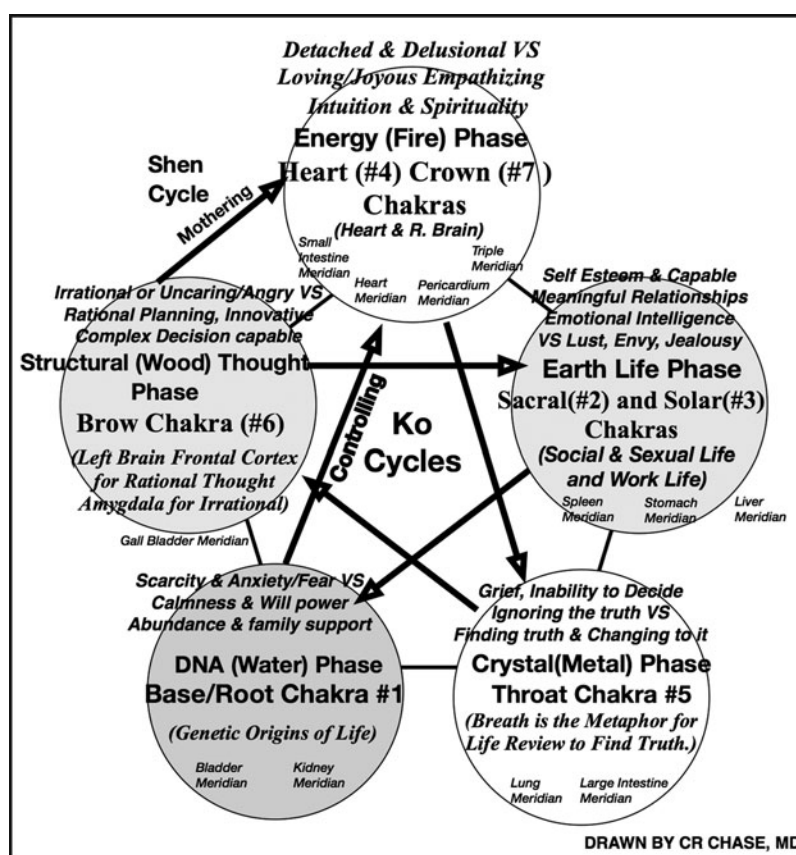 Detached & Delusional VS
Loving/Joyous Empathizing
Intuition & Spirituality
Energy (Fire) Phase
Heart (#4) Crown (#7 )
Chakras
(Heart & R. Brain)
Small
Intestine
Meridian
Heart
Meridian
Pericardium
Meridian
Triple
Meridian
Shen
Cycle
Mothering
Irrational or Uncaring/Angry VS
Rational Planning, Innovative
Complex Decision capable
Structural (Wood) Thought
Phase
Brow Chakra (#6)
(Left Brain Frontal Cortex
for Rational Thought
Amygdala for Irrational)
Gall Bladder Meridian
Controlling
Ko
Cycles
Self Esteem & Capable
Meaningful Relationships
Emotional Intelligence
VS Lust, Envy, Jealousy
Earth Life Phase
Sacral(#2) and Solar(#3)
Chakras
(Social & Sexual Life
and Work Life)
Spleen
Meridian
Stomach
Meridian
Liver
Meridian
Scarcity & Anxiety/Fear VS
Calmness & Will power
Abundance & family support
DNA (Water) Phase
Base/Root Chakra #1
(Genetic Origins of Life)
Bladder
Meridian
Kidney
Meridian
Grief, Inability to Decide
Ignoring the truth VS
Finding truth & Changing to it
Crystal(Metal) Phase
Throat Chakra #5
(Breath is the Metaphor for
Life Review to Find Truth.)
Lung
Meridian
Large Intestine
Meridian
DRAWN BY CR CHASE, MD